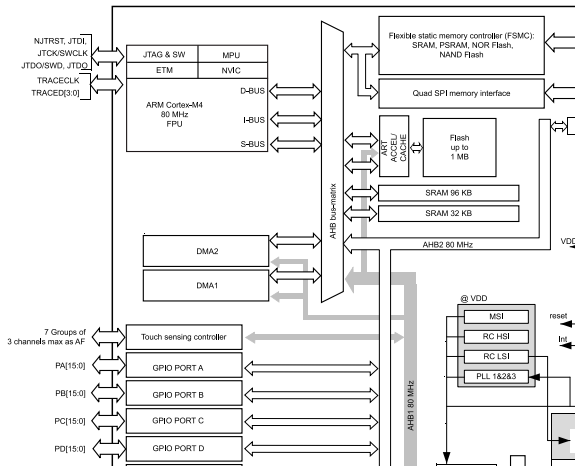 NJTRST, JTDI,
JTCK/SWCLK
JTDO/SWD, JTDO
TRACECLK
TRACED[3:0]
JTAG & SW
MPU
ETM
NVIC
ARM Cortex-M4
80 MHz
FPU
D-BUS
I-BUS
S-BUS
AHB bus-matrix
Flexible static memory controller (FSMC):
SRAM, PSRAM, NOR Flash,
NAND Flash
Quad SPI memory interface
ART
ACCEL/
CACHE
Flash
up to
1 MB
SRAM 96 KB
SRAM 32 KB
AHB2 80 MHz
VDD
DMA2
DMA1
@ VDD
MSI
RC HSI
RC LSI
PLL 1&2&3
reset
Int
7 Groups of
3 channels max as AF
Touch sensing controller
PA[15:0]
GPIO PORT A
PB[15:0]
GPIO PORT B
PC[15:0]
GPIO PORT C
PD[15:0]
GPIO PORT D
AHB1 80 MHz